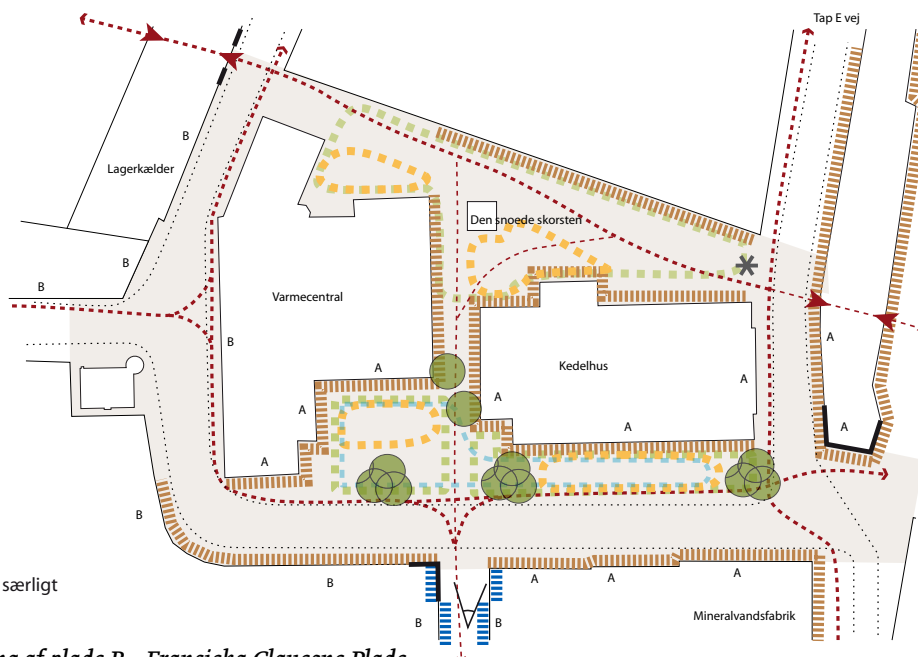 Tap E vej
B
Lagerkælder
Den snoede skorsten
B
B
Varmecentral
A
B
A
Kedelhus
A
A
A
A
A
A
B
særligt
B
A
A
A
B
B
Mineralvandsfabrik